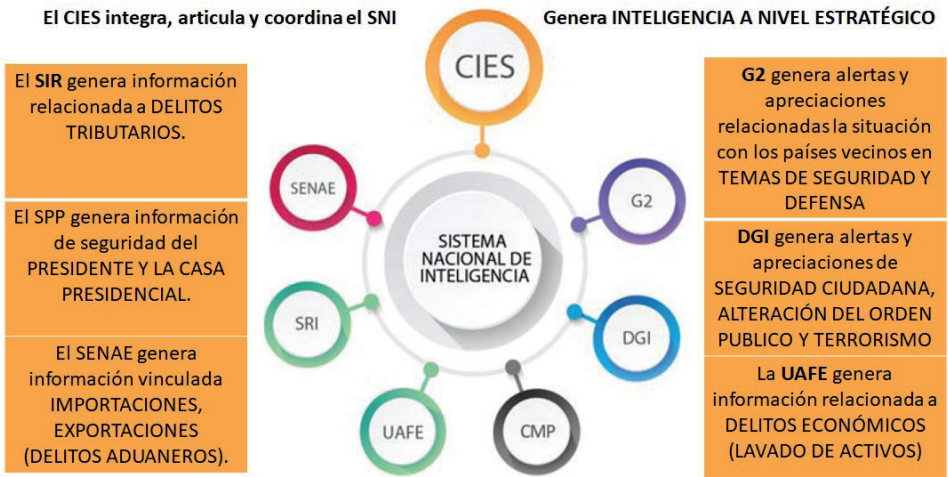 El CIES integra, articula y coordina el SNI
Genera INTELIGENCIA A NIVEL ESTRATÉGICO
El SIR genera información
relacionada a DELITOS
TRIBUTARIOS.
El SPP genera información
de seguridad del
PRESIDENTE Y LA CASA
PRESIDENCIAL.
El SENAE genera
información vinculada
IMPORTACIONES,
EXPORTACIONES
(DELITOS ADUANEROS).
CIES
SENAE
G2
SISTEMA
NACIONAL DE
INTELIGENCIA
SRI
DGI
UAFE
CMP
G2 genera alertas y
apreciaciones
relacionadas la situación
con los países vecinos en
TEMAS DE SEGURIDAD Y
DEFENSA
DGI genera alertas y
apreciaciones de
SEGURIDAD CIUDADANA,
ALTERACIÓN DEL ORDEN
PUBLICO Y TERRORISMO
La UAFE genera
información relacionada a
DELITOS ECONÓMICOS
(LAVADO DE ACTIVOS)